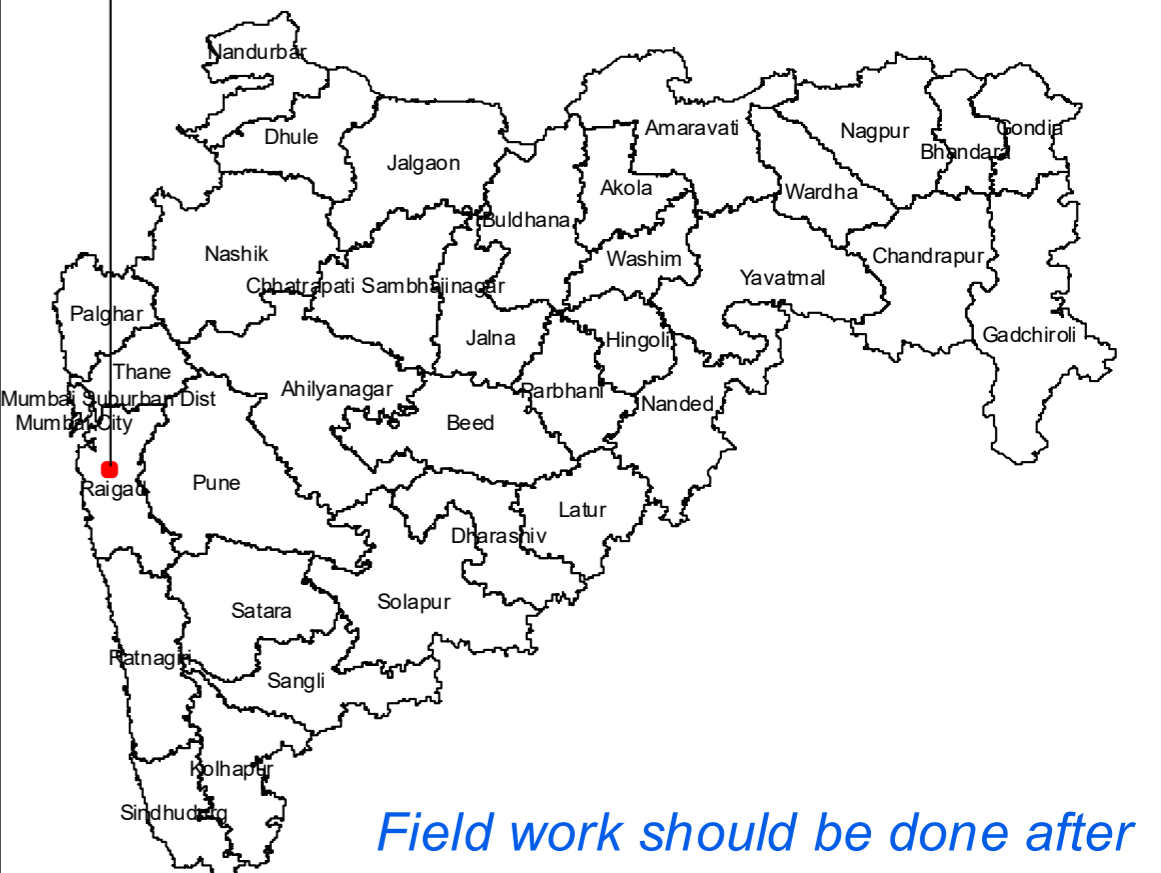 Nandurbar
Dhule
Jalgaon
Amaravati
Nagpur
Gondia
Bhandara
Akola
Wardha
Buldhana
Nashik
Washim
Chandrapur
Chhatrapati Sambhajinagar
Yavatmal
Palghar
Jalna
Hingoli
Gadchiroli
Thane
Ahilyanagar
Parbhani
Mumbai Suburban Dist
Nanded
Mumbai City
Beed
Raigad
Pune
Latur
Dharashiv
Satara
Solapur
Ratnagiri
Sangli
Kolhapur
Sindhudurg
Field work should be done after